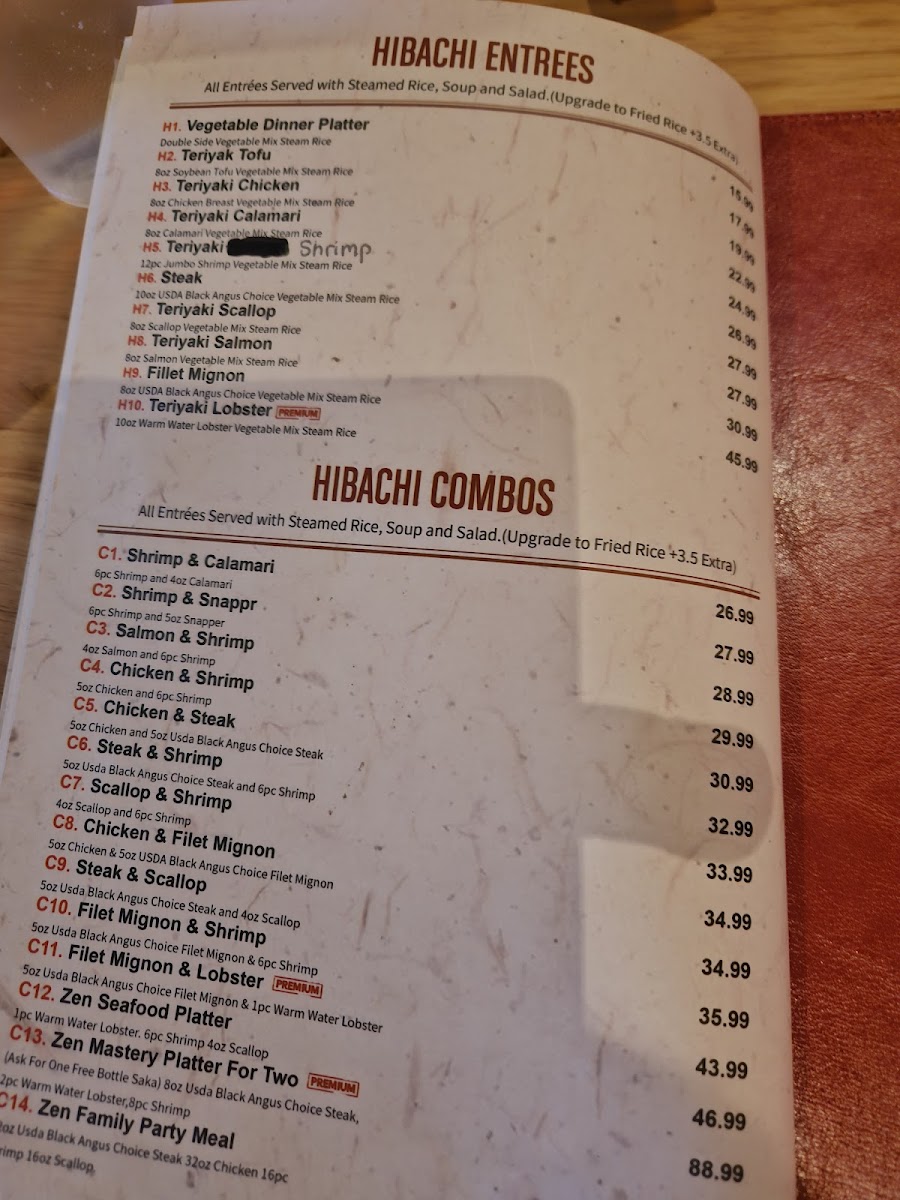 HIBACHI ENTREES
All Entrées Served with Steamed Rice, Soup and Salad.(Upgrade to Fried Rice +3.5 Extra)
H1. Vegetable Dinner Platter
Double Side Vegetable Mix Steam Rice
H2. Teriyak Tofu 17.99
8oz Soybean Tofu Vegetable Mix Steam Rice
H3. Teriyaki Chicken 19.99
8oz Chicken Breast Vegetable Mix Steam Rice
H4. Teriyaki Calamari 22.99
8oz Calamari Vegetable Mix Steam Rice
H5. Teriyaki Shrimp 24.99
12pc Jumbo Shrimp Vegetable Mix Steam Rice
H6. Steak 26.99
10oz USDA Black Angus Choice Vegetable Mix Steam Rice
H7. Teriyaki Scallop 27.99
8oz Scallop Vegetable Mix Steam Rice
H8. Teriyaki Salmon 27.99
8oz Salmon Vegetable Mix Steam Rice
H9. Fillet Mignon 30.99
8oz USDA Black Angus Choice Vegetable Mix Steam Rice
H10. Teriyaki Lobster PREMIUM 45.99
10oz Warm Water Lobster Vegetable Mix Steam Rice
HIBACHI COMBOS
All Entrées Served with Steamed Rice, Soup and Salad.(Upgrade to Fried Rice +3.5 Extra)
C1. Shrimp & Calamari 26.99
6pc Shrimp and 4oz Calamari
C2. Shrimp & Snappr 27.99
6pc Shrimp and 5oz Snapper
C3. Salmon & Shrimp 28.99
4oz Salmon and 6pc Shrimp
C4. Chicken & Shrimp 29.99
5oz Chicken and 6pc Shrimp
C5. Chicken & Steak 30.99
5oz Chicken and 5oz Usda Black Angus Choice Steak
C6. Steak & Shrimp 32.99
5oz Usda Black Angus Choice Steak and 6pc Shrimp
C7. Scallop & Shrimp 33.99
4oz Scallop and 6pc Shrimp
C8. Chicken & Filet Mignon 34.99
5oz Chicken & 5oz USDA Black Angus Choice Filet Mignon
C9. Steak & Scallop 34.99
5oz Usda Black Angus Choice Steak and 4oz Scallop
C10. Filet Mignon & Shrimp 35.99
5oz Usda Black Angus Choice Filet Mignon & 6pc Shrimp
C11. Filet Mignon & Lobster PREMIUM 43.99
5oz Usda Black Angus Choice Filet Mignon & 1pc Warm Water Lobster
C12. Zen Seafood Platter 46.99
1pc Warm Water Lobster. 6pc Shrimp 4oz Scallop
C13. Zen Mastery Platter For Two PREMIUM 88.99
(Ask For One Free Bottle Saka) 8oz Usda Black Angus Choice Steak,
2pc Warm Water Lobster,8pc Shrimp
C14. Zen Family Party Meal
Usda Black Angus Choice Steak 32oz Chicken 16pc
16oz Scallop